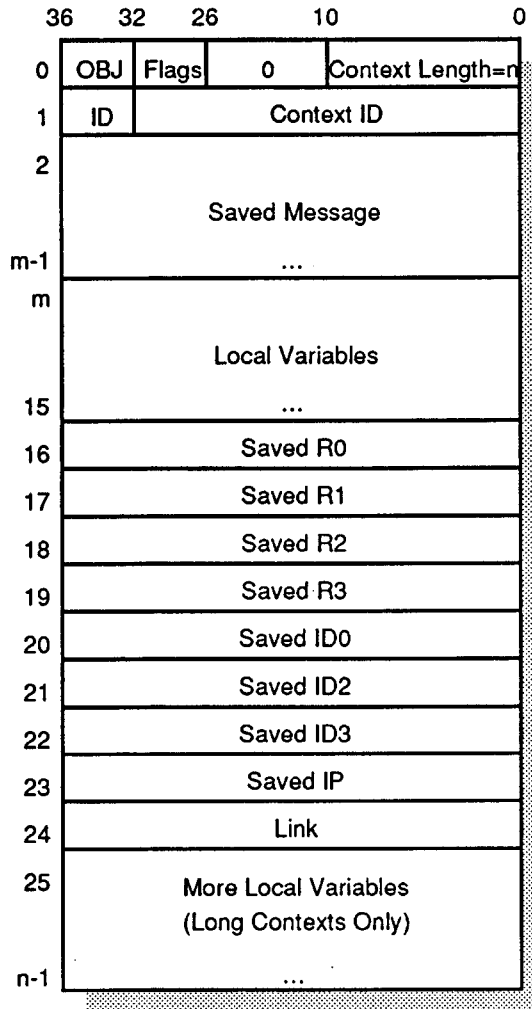 36 32 26 10 0
0 OBJ Flags 0 Context Length=n
1 ID Context ID
2
Saved Message
m-1 ...
m
Local Variables
15 ...
16 Saved R0
17 Saved R1
18 Saved R2
19 Saved R3
20 Saved ID0
21 Saved ID2
22 Saved ID3
23 Saved IP
24 Link
25 More Local Variables
(Long Contexts Only)
n-1 ...